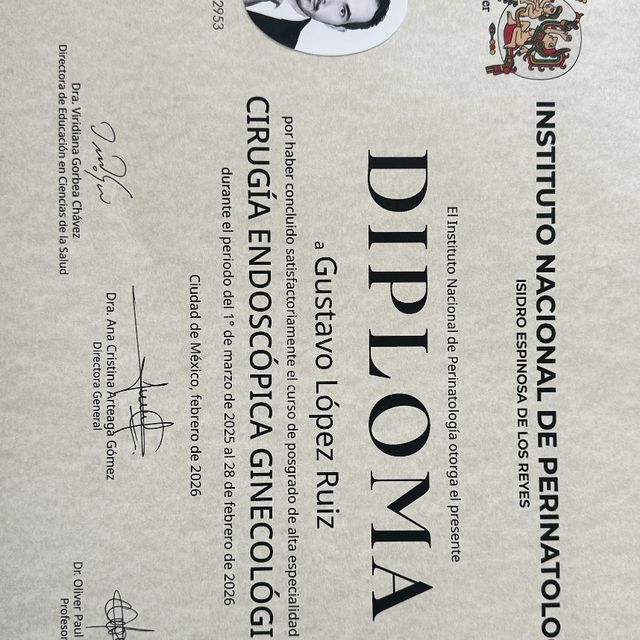 INSTITUTO NACIONAL DE PERINATOLO
ISIDRO ESPINOSA DE LOS REYES
El Instituto Nacional de Perinatología otorga el presente
DIPLOMA
a Gustavo López Ruiz
por haber concluido satisfactoriamente el curso de posgrado de alta especialidad
CIRUGÍA ENDOSCÓPICA GINECOLÓGI
durante el periodo del 1° de marzo de 2025 al 28 de febrero de 2026
Ciudad de México, febrero de 2026
2953
Dra. Viridiana Gorbea Chávez
Directora de Educación en Ciencias de la Salud
Dra. Ana Cristina Arteaga Gómez
Directora General
Dr. Oliver Paul
Profesor